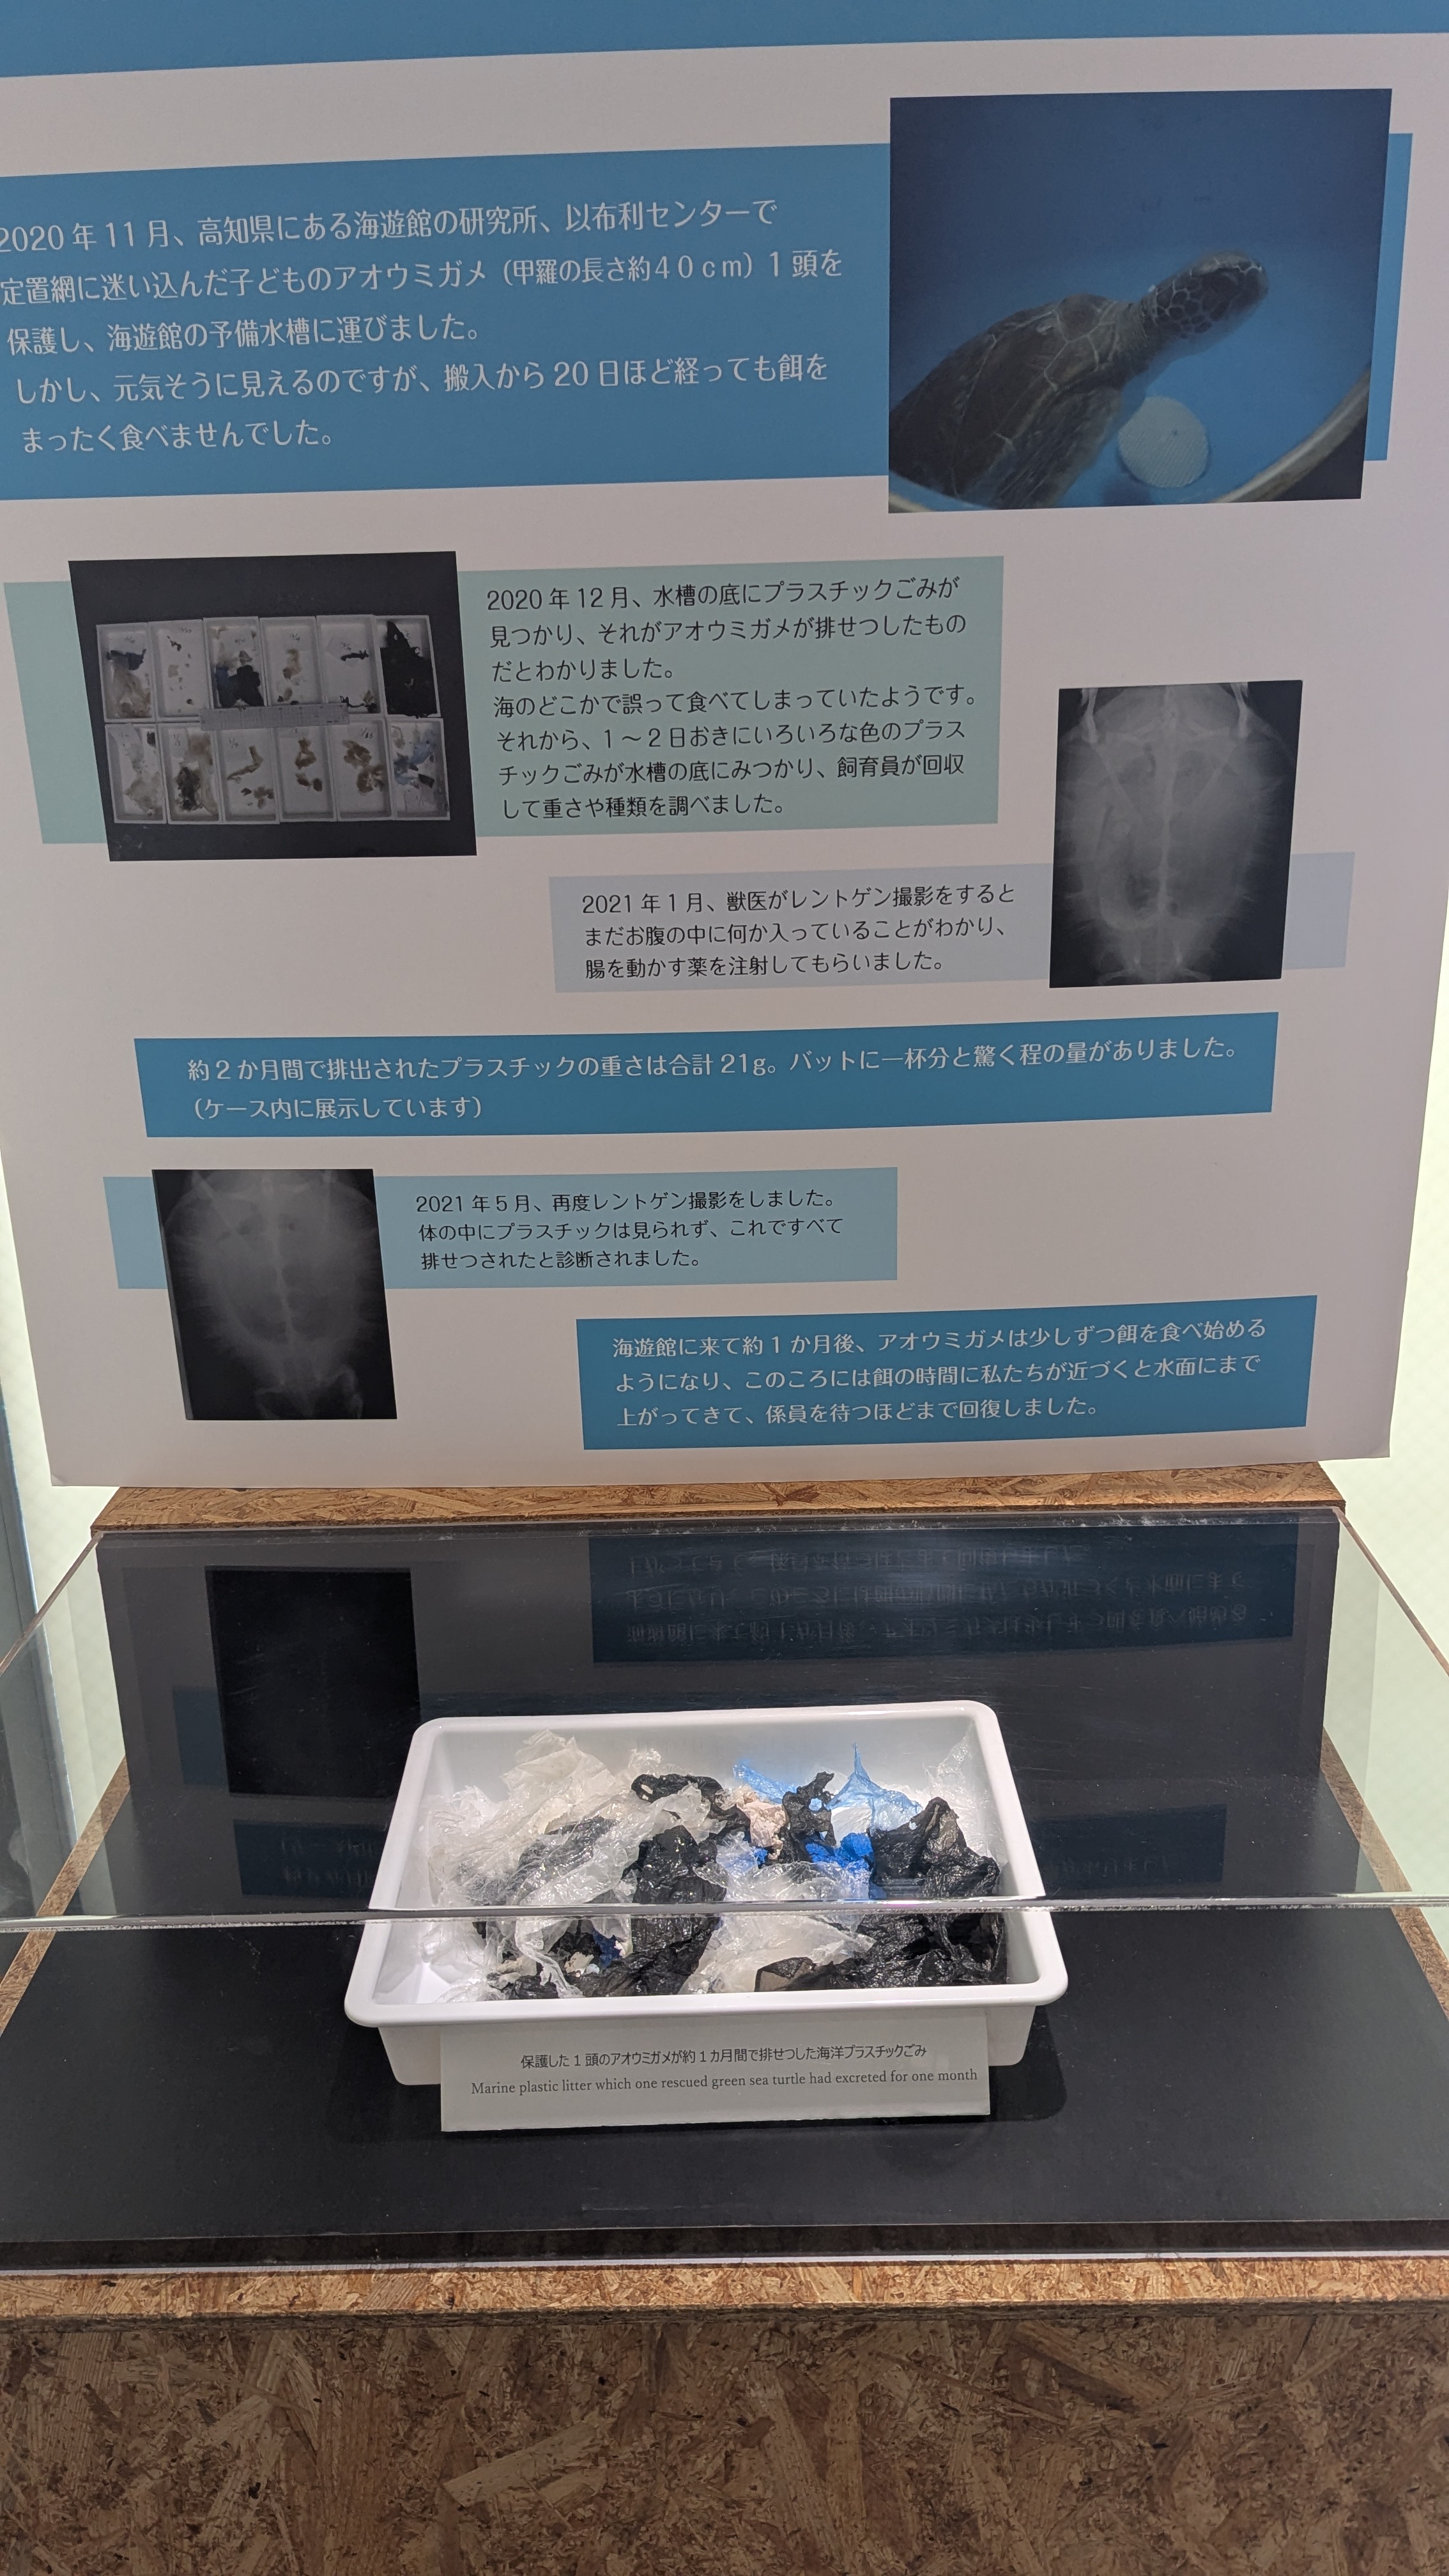 2020年11月、高知県にある海遊館の研究所、以布利センターで
定置網に迷い込んだ子どものアオウミガメ（甲羅の長さ約４０ｃｍ）1頭を
保護し、海遊館の予備水槽に運びました。
しかし、元気そうに見えるのですが、搬入から20日ほど経っても餌を
まったく食べませんでした。
2020年12月、水槽の底にプラスチックごみが
見つかり、それがアオウミガメが排せつしたもの
だとわかりました。
海のどこかで誤って食べてしまっていたようです。
それから、1～2日おきにいろいろな色のプラス
チックごみが水槽の底にみつかり、飼育員が回収
して重さや種類を調べました。
2021年1月、獣医がレントゲン撮影をすると
まだお腹の中に何か入っていることがわかり、
腸を動かす薬を注射してもらいました。
約2か月間で排出されたプラスチックの重さは合計21g。バットに一杯分と驚く程の量がありました。
（ケース内に展示しています）
2021年5月、再度レントゲン撮影をしました。
体の中にプラスチックは見られず、これですべて
排せつされたと診断されました。
海遊館に来て約1か月後、アオウミガメは少しずつ餌を食べ始める
ようになり、このころには餌の時間に私たちが近づくと水面にまで
上がってきて、係員を待つほどまで回復しました。
保護した1頭のアオウミガメが約1カ月間で排せつした海洋プラスチックごみ
Marine plastic litter which one rescued green sea turtle had excreted for one month